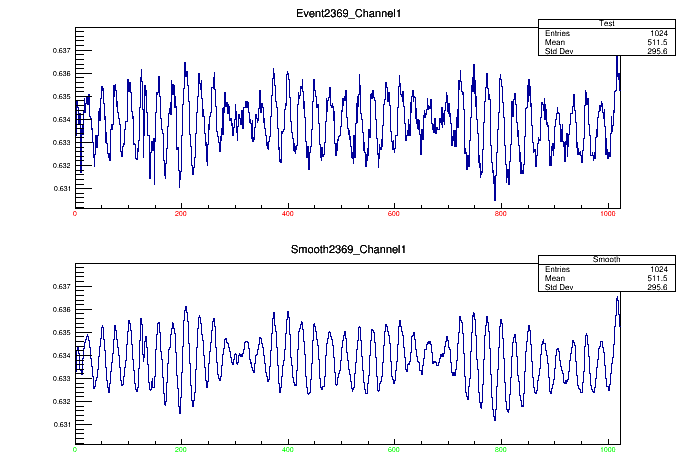 Event2369_Channel1
Test
Entries 1024
Mean 511.5
Std Dev 295.6
0.637
0.636
0.635
0.634
0.633
0.632
0.631
0 200 400 600 800 1000
Smooth2369_Channel1
Smooth
Entries 1024
Mean 511.5
Std Dev 295.6
0.637
0.636
0.635
0.634
0.633
0.632
0.631
0 200 400 600 800 1000